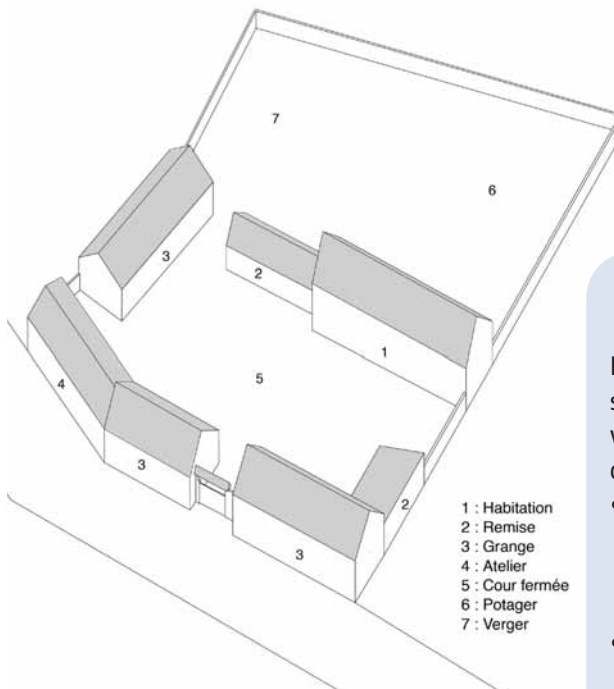 7
6
3
2
1
4
5
3
2
3
1 : Habitation
2 : Remise
3 : Grange
4 : Atelier
5 : Cour fermée
6 : Potager
7 : Verger